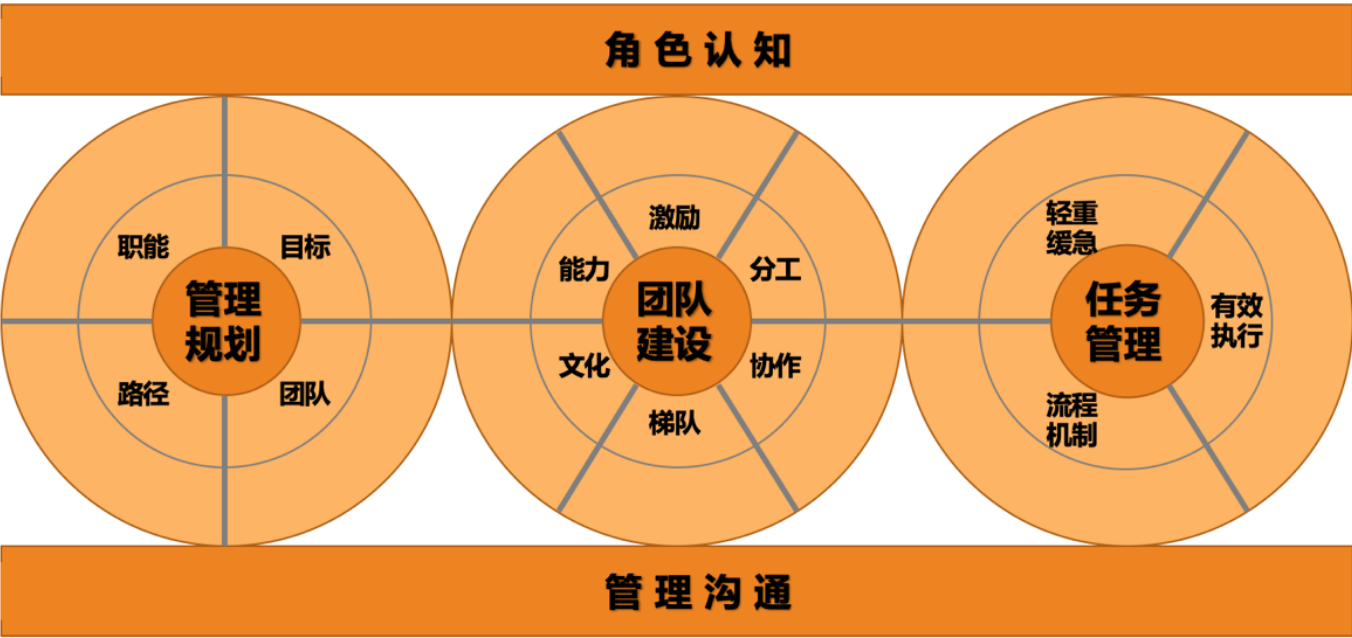 角色认知
职能
目标
管理
规划
路径
团队
激励
能力
分工
团队
建设
文化
协作
梯队
轻重
缓急
任务
管理
有效
执行
流程
机制
管理沟通